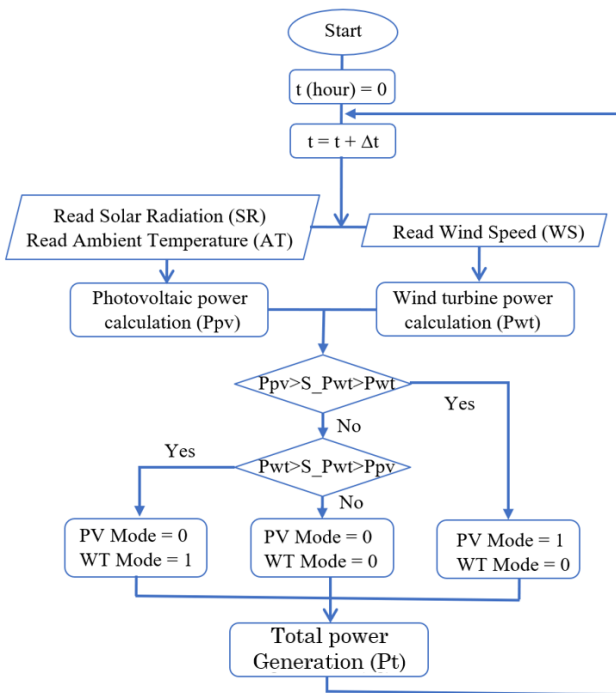 Start
t (hour) = 0
t = t + Δt
Read Solar Radiation (SR)
Read Ambient Temperature (AT)
Read Wind Speed (WS)
Photovoltaic power
calculation (Ppv)
Wind turbine power
calculation (Pwt)
Ppv>S_Pwt>Pwt
Yes
No
Yes
Pwt>S_Pwt>Ppv
No
PV Mode = 0
WT Mode = 1
PV Mode = 0
WT Mode = 0
PV Mode = 1
WT Mode = 0
Total power
Generation (Pt)